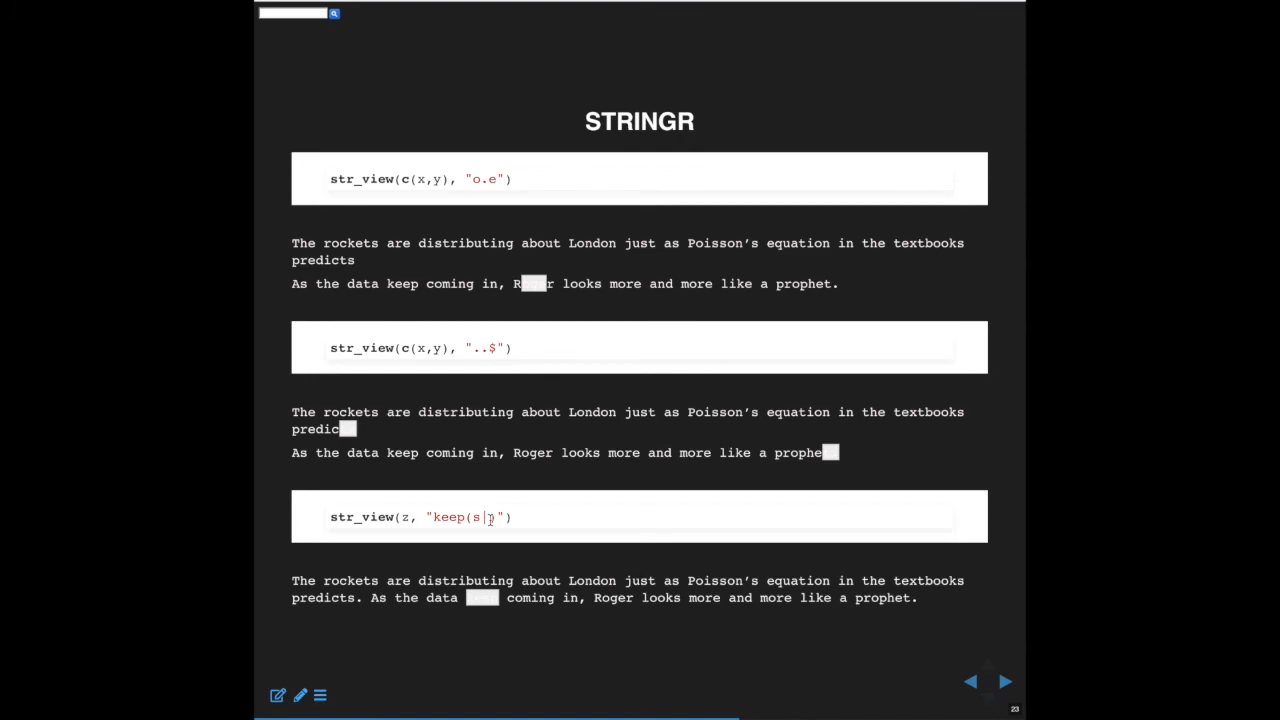 STRINGR
str_view(c(x,y), "o.e")
The rockets are distributing about London just as Poisson’s equation in the textbooks
predicts
As the data keep coming in, Roger looks more and more like a prophet.
str_view(c(x,y), "..$")
The rockets are distributing about London just as Poisson’s equation in the textbooks
predic
As the data keep coming in, Roger looks more and more like a prophe
str_view(z, "keep(s|)")
The rockets are distributing about London just as Poisson’s equation in the textbooks
predicts. As the data coming in, Roger looks more and more like a prophet.
23